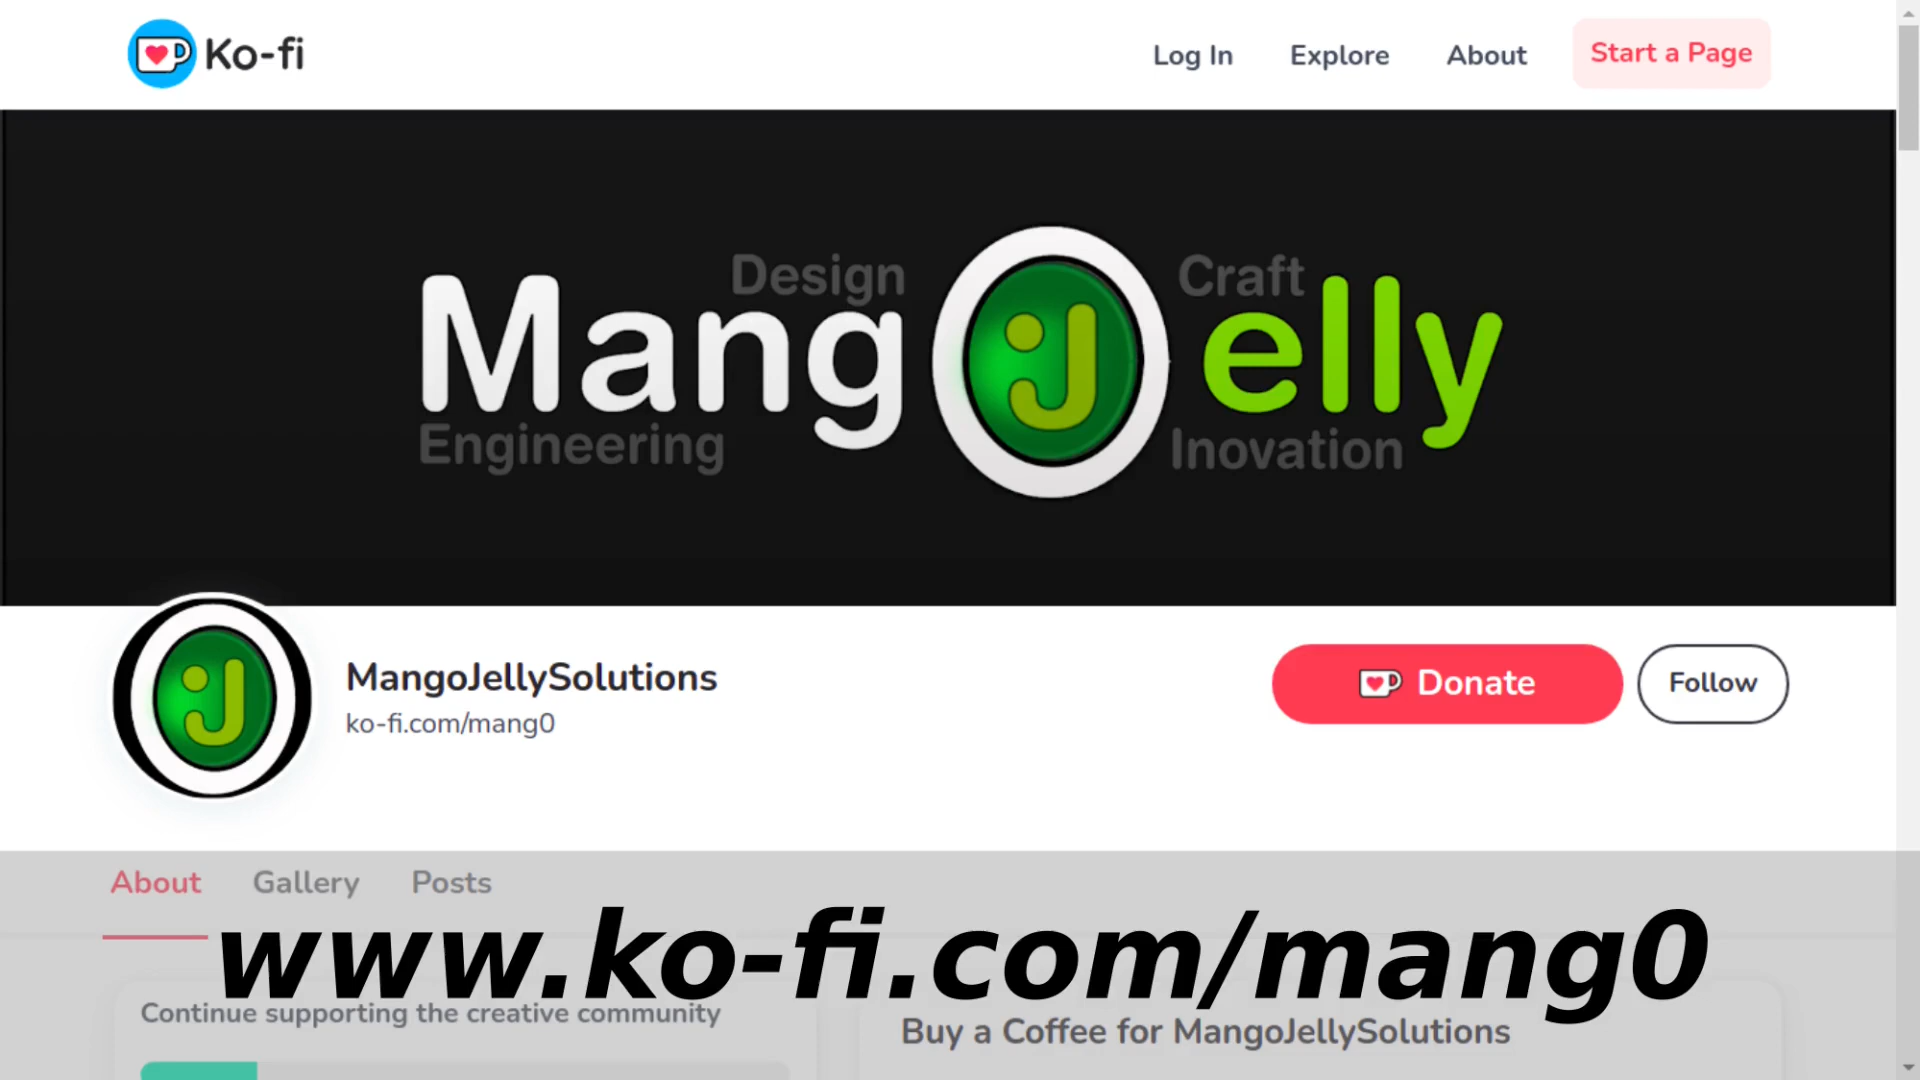 Ko-fi
Log In
Explore
About
Start a Page
Design
Craft
Mang
J
elly
Engineering
Inovation
J
MangoJellySolutions
ko-fi.com/mang0
Donate
Follow
About
Gallery
Posts
www.ko-fi.com/mang0
Continue supporting the creative community
Buy a Coffee for MangoJellySolutions